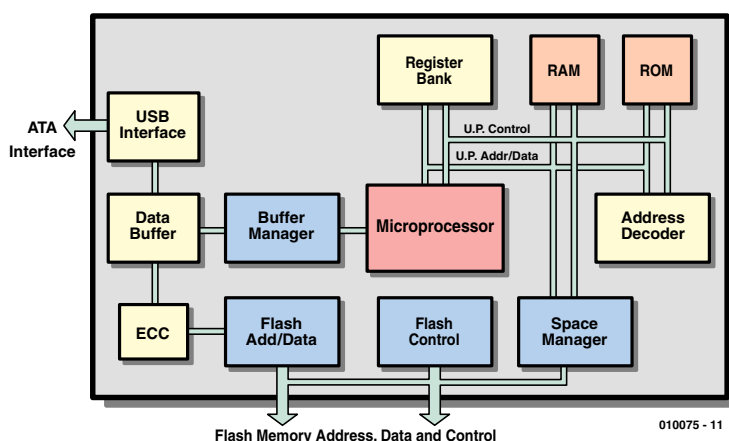 Register
Bank
RAM
ROM
USB
Interface
ATA
Interface
U.P. Control
U.P. Addr/Data
Data
Buffer
Buffer
Manager
Microprocessor
Address
Decoder
ECC
Flash
Add/Data
Flash
Control
Space
Manager
Flash Memory Address, Data and Control
010075 - 11